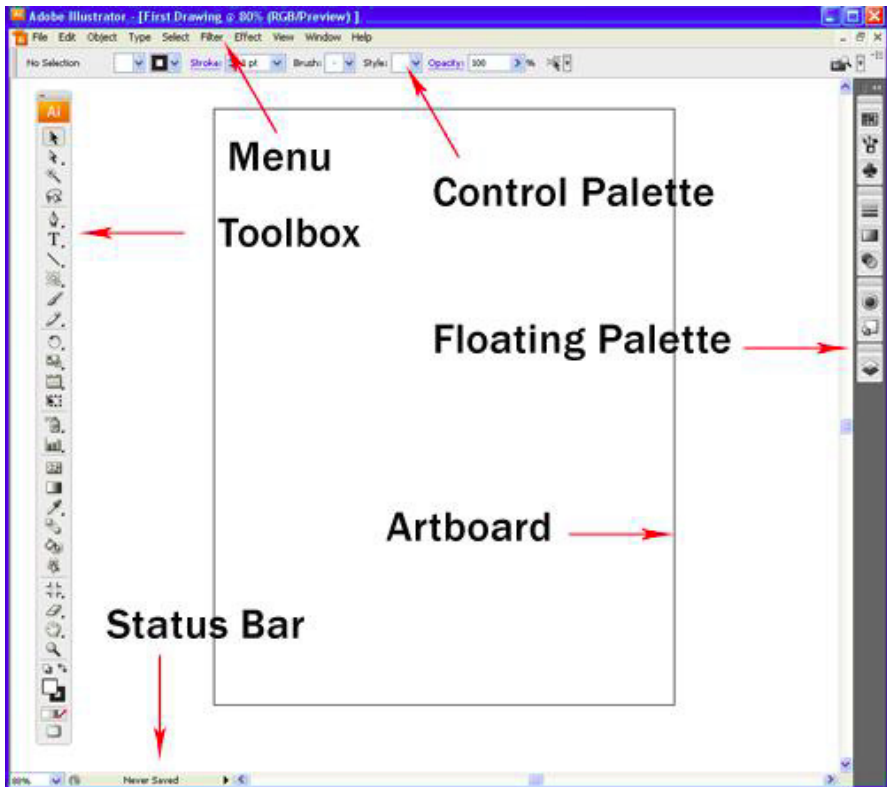 Adobe Illustrator - [First Drawing @ 80% (RGB/Preview) ]
File Edit Object Type Select Filter Effect View Window Help
No Selection Stroke: pt Brush: Style: Opacity: 100 %
Ai
Menu
Control Palette
Toolbox
T
Floating Palette
Artboard
Status Bar
80% Never Saved